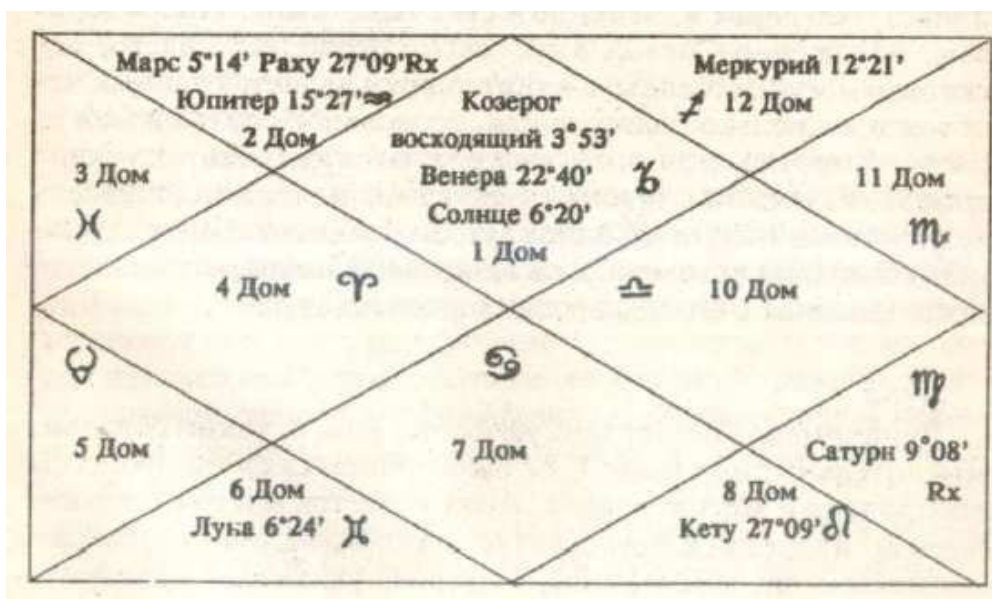 Марс 5°14' Раху 27°09'Rx
Юпитер 15°27' ♒
2 Дом
Козерог
восходящий 3°53'
Венера 22°40' ♑
Солнце 6°20'
1 Дом
Меркурий 12°21'
♐ 12 Дом
3 Дом
♓
11 Дом
♏
4 Дом ♈
♎ 10 Дом
♉
♋
♍
5 Дом
7 Дом
Сатурн 9°08'
Rx
6 Дом
Луна 6°24' ♊
8 Дом
Кету 27°09' ♌